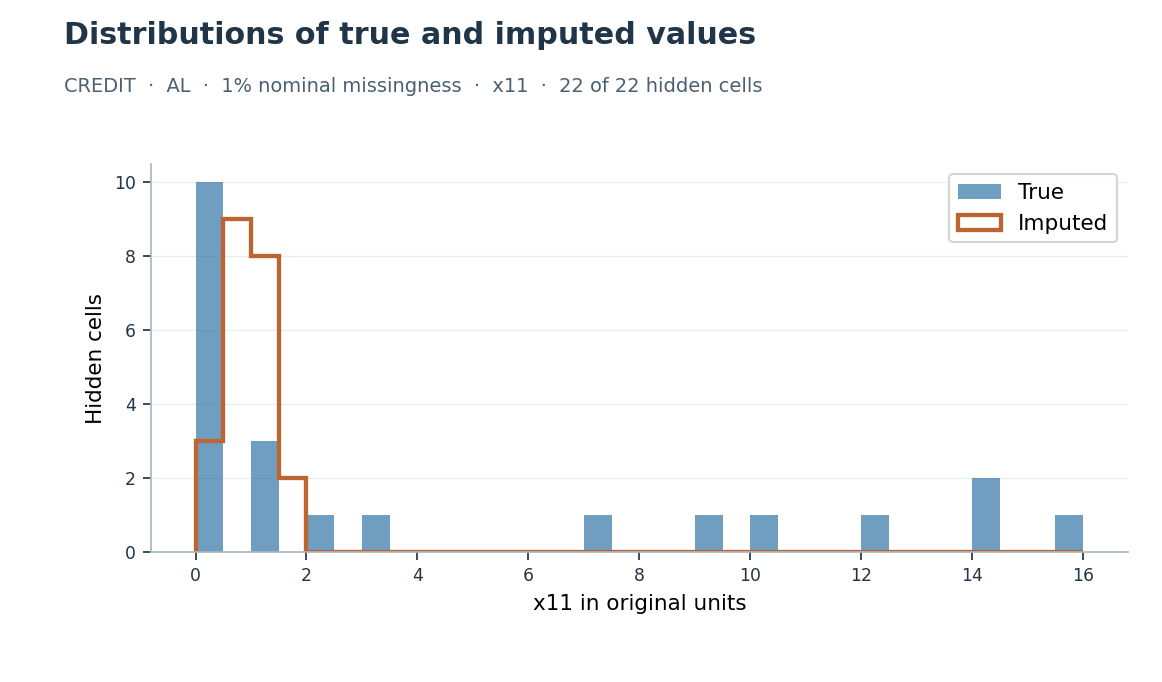 Distributions of true and imputed values
CREDIT · AL · 1% nominal missingness · x11 · 22 of 22 hidden cells
True
Imputed
Hidden cells
10
8
6
4
2
0
0 2 4 6 8 10 12 14 16
x11 in original units